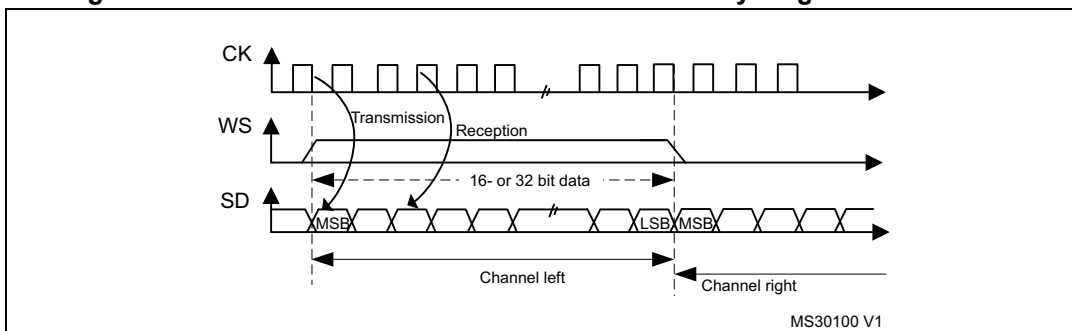 CK
Transmission
WS
Reception
16- or 32 bit data
SD
MSB
LSB
MSB
Channel left
Channel right
MS30100 V1